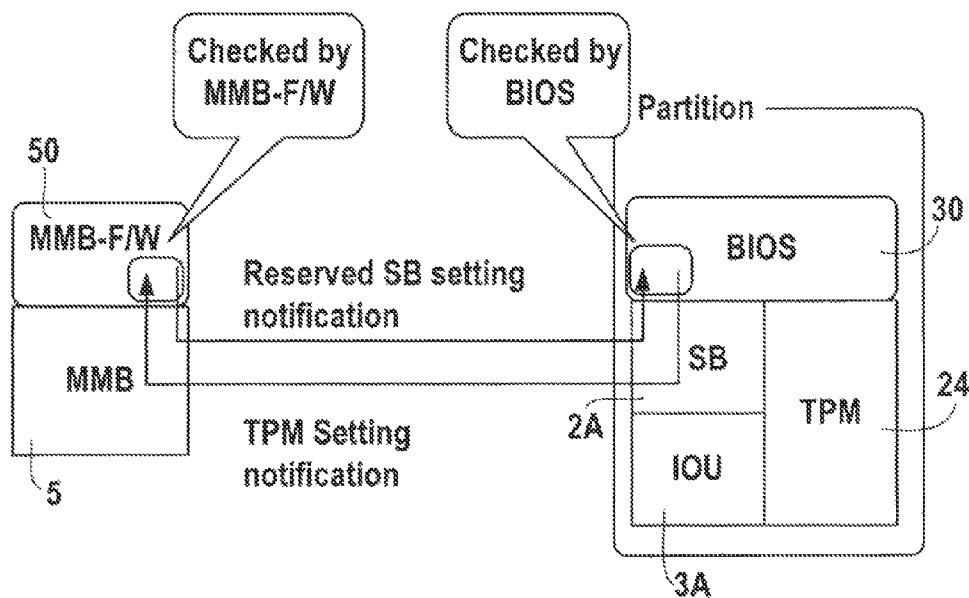 Checked by
MMB-F/W
Checked by
BIOS
Partition
50
MMB-F/W
30
BIOS
Reserved SB setting
notification
MMB
SB
24
TPM
2A
TPM Setting
notification
IOU
5
3A